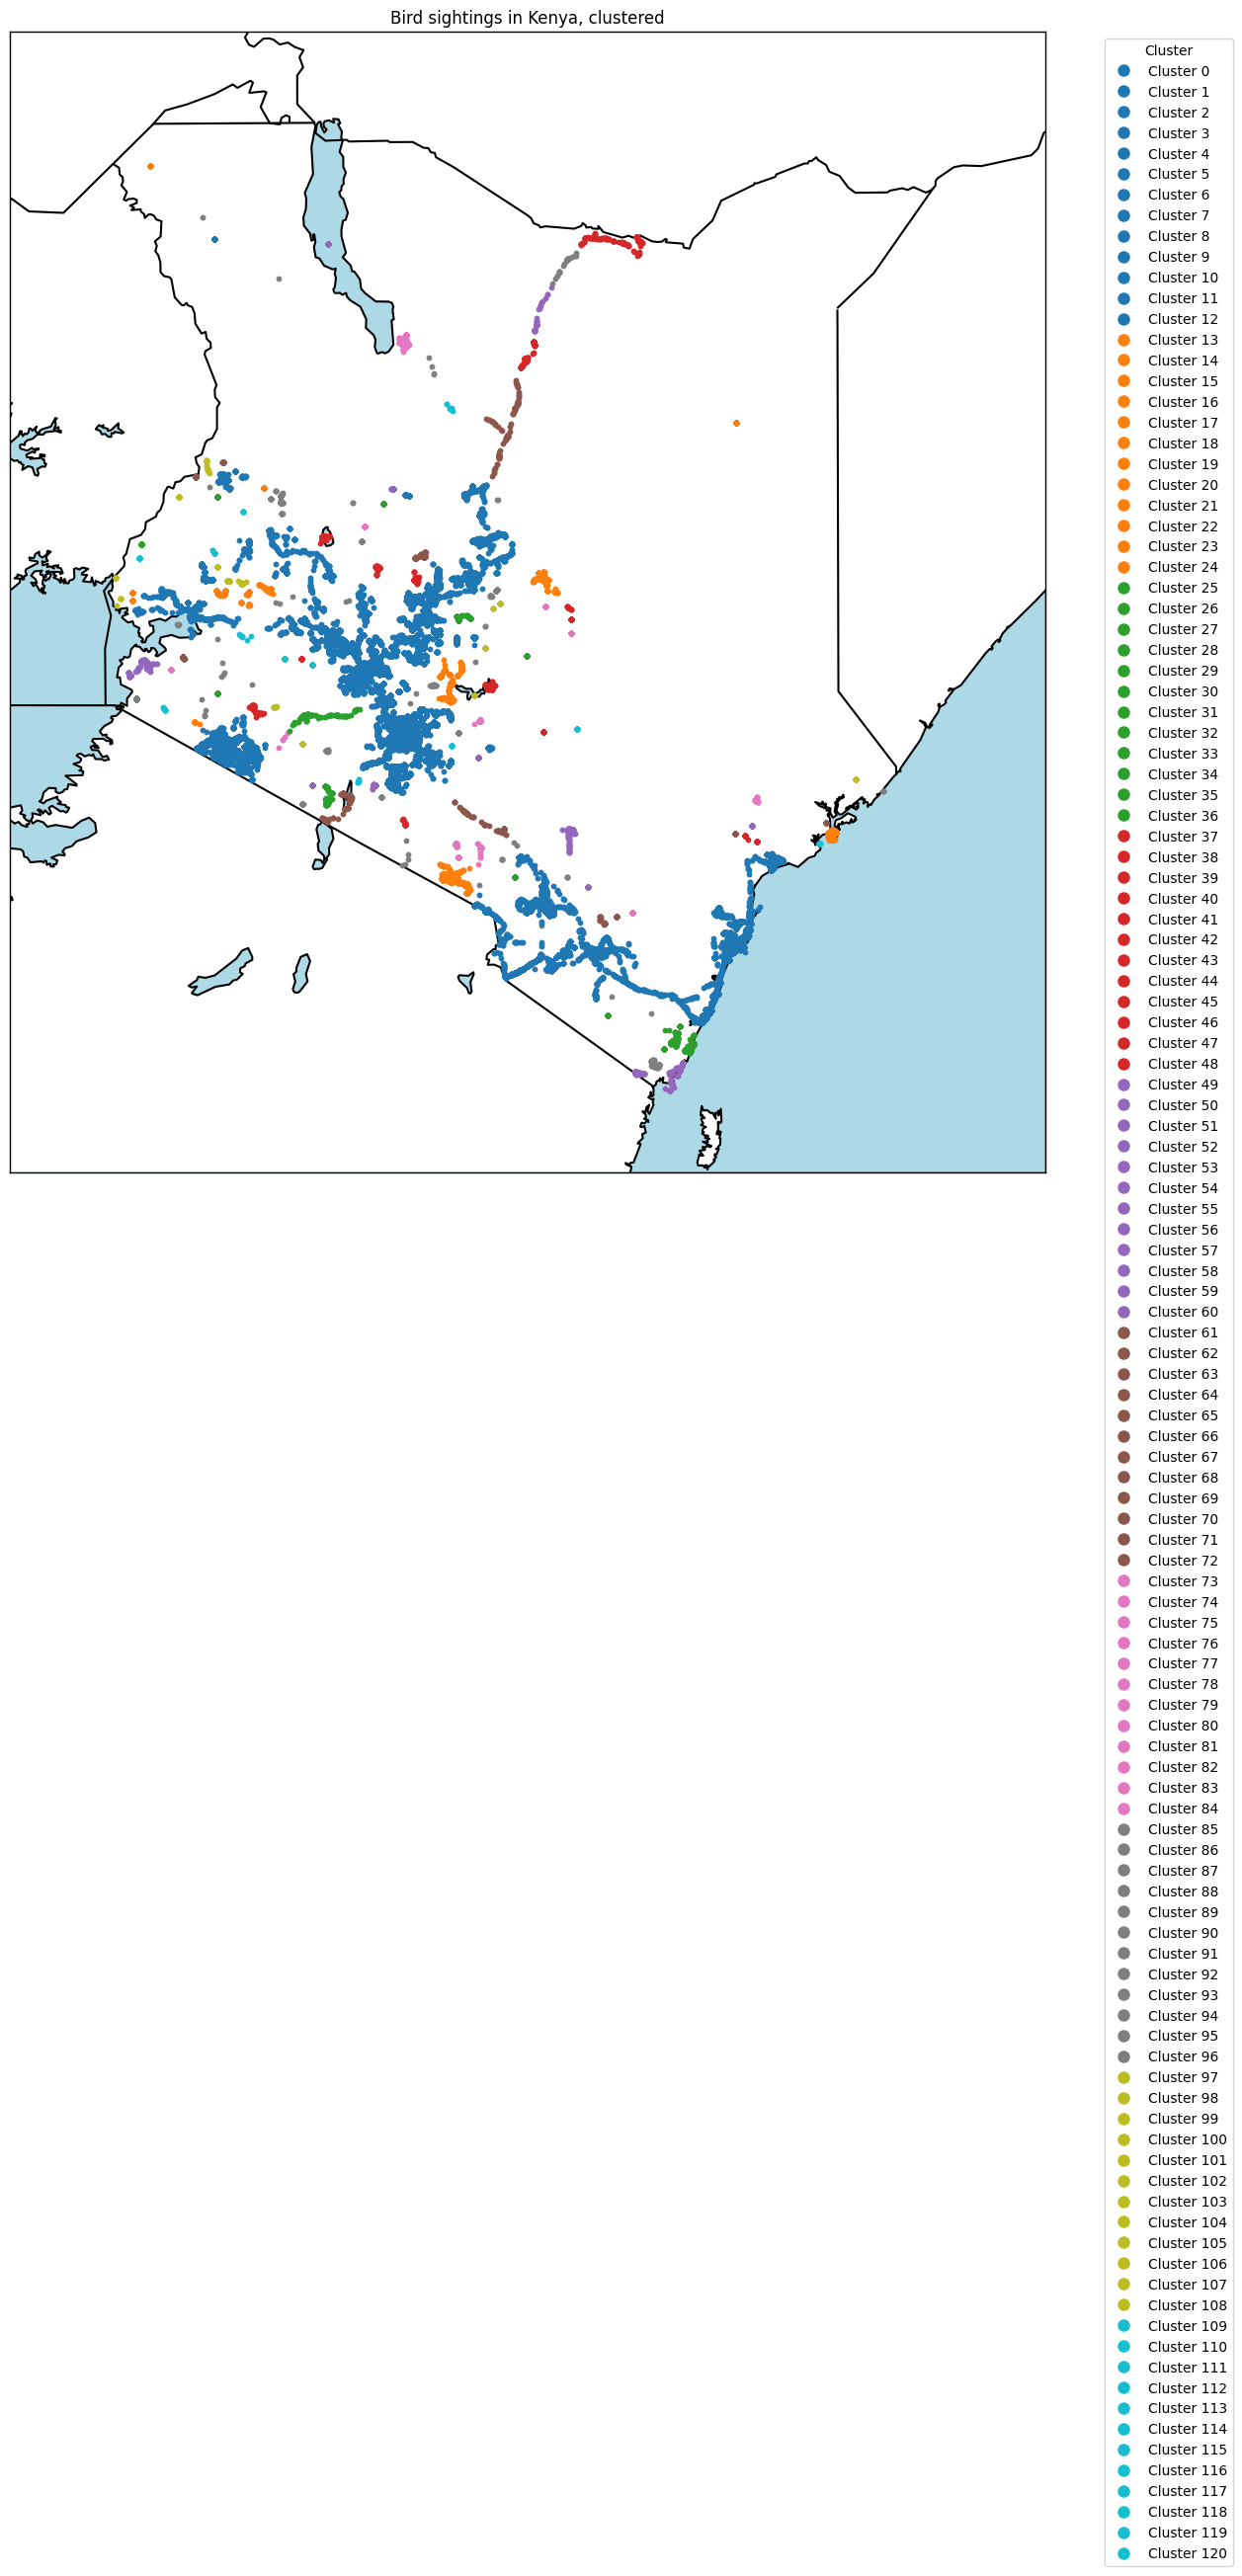 Bird sightings in Kenya, clustered
Cluster
Cluster 0
Cluster 1
Cluster 2
Cluster 3
Cluster 4
Cluster 5
Cluster 6
Cluster 7
Cluster 8
Cluster 9
Cluster 10
Cluster 11
Cluster 12
Cluster 13
Cluster 14
Cluster 15
Cluster 16
Cluster 17
Cluster 18
Cluster 19
Cluster 20
Cluster 21
Cluster 22
Cluster 23
Cluster 24
Cluster 25
Cluster 26
Cluster 27
Cluster 28
Cluster 29
Cluster 30
Cluster 31
Cluster 32
Cluster 33
Cluster 34
Cluster 35
Cluster 36
Cluster 37
Cluster 38
Cluster 39
Cluster 40
Cluster 41
Cluster 42
Cluster 43
Cluster 44
Cluster 45
Cluster 46
Cluster 47
Cluster 48
Cluster 49
Cluster 50
Cluster 51
Cluster 52
Cluster 53
Cluster 54
Cluster 55
Cluster 56
Cluster 57
Cluster 58
Cluster 59
Cluster 60
Cluster 61
Cluster 62
Cluster 63
Cluster 64
Cluster 65
Cluster 66
Cluster 67
Cluster 68
Cluster 69
Cluster 70
Cluster 71
Cluster 72
Cluster 73
Cluster 74
Cluster 75
Cluster 76
Cluster 77
Cluster 78
Cluster 79
Cluster 80
Cluster 81
Cluster 82
Cluster 83
Cluster 84
Cluster 85
Cluster 86
Cluster 87
Cluster 88
Cluster 89
Cluster 90
Cluster 91
Cluster 92
Cluster 93
Cluster 94
Cluster 95
Cluster 96
Cluster 97
Cluster 98
Cluster 99
Cluster 100
Cluster 101
Cluster 102
Cluster 103
Cluster 104
Cluster 105
Cluster 106
Cluster 107
Cluster 108
Cluster 109
Cluster 110
Cluster 111
Cluster 112
Cluster 113
Cluster 114
Cluster 115
Cluster 116
Cluster 117
Cluster 118
Cluster 119
Cluster 120